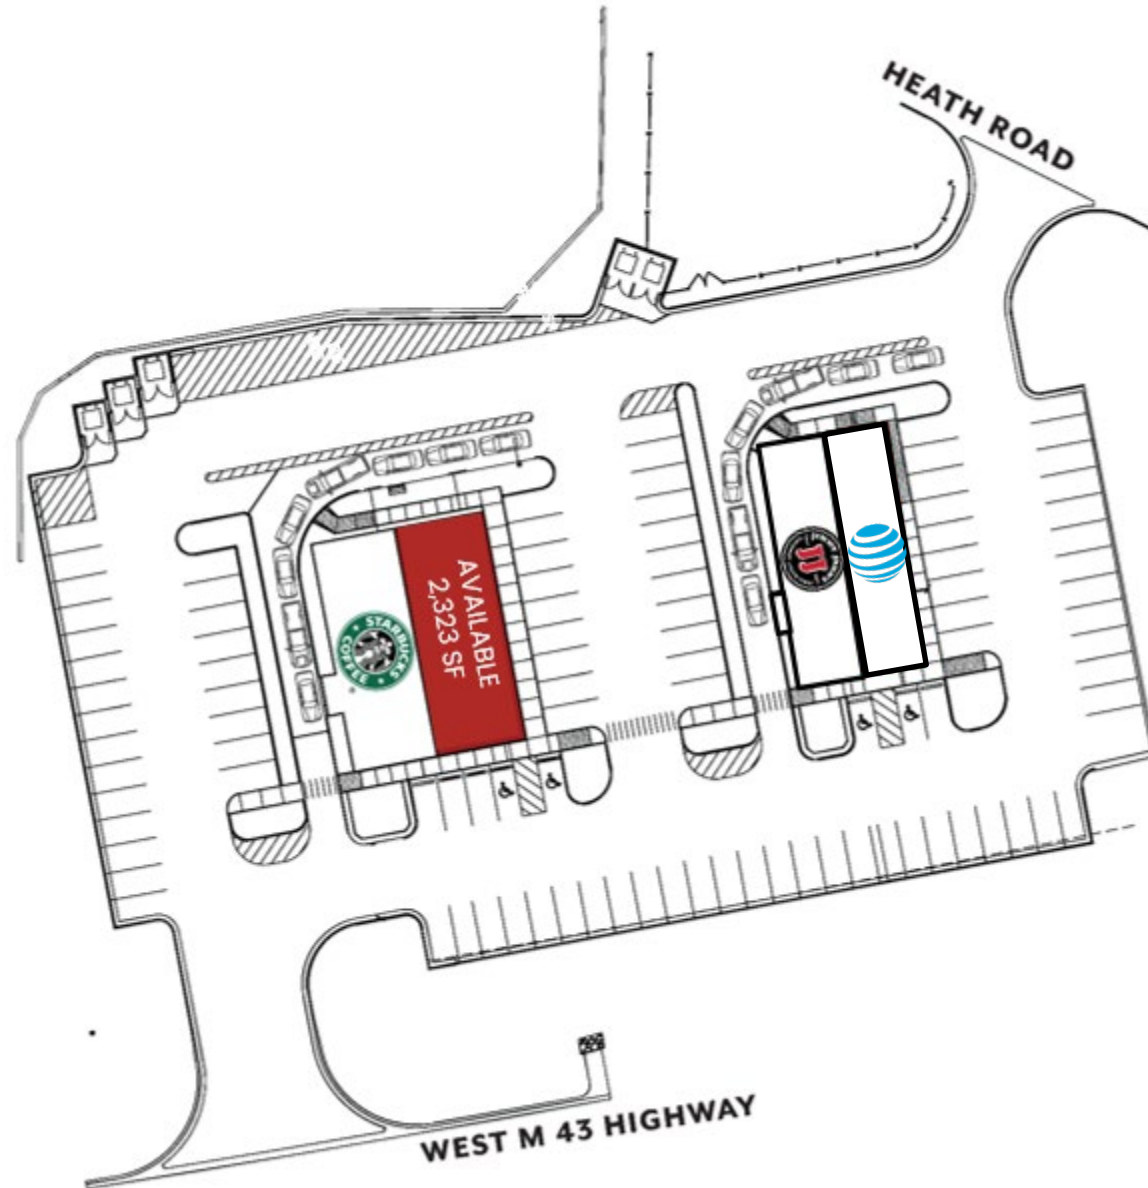 HEATH ROAD
AVAILABLE
2,323 SF
STARBUCKS
COFFEE
®
WEST M 43 HIGHWAY